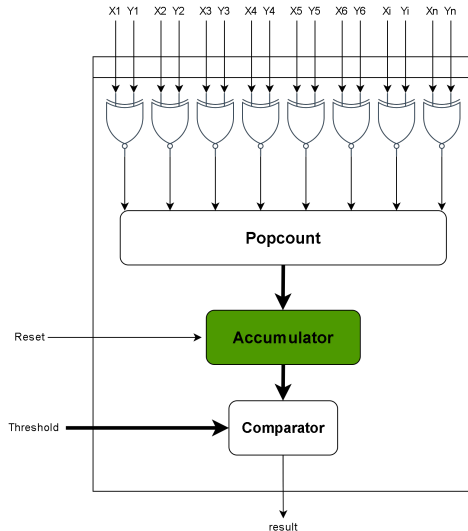 X1 Y1 X2 Y2 X3 Y3 X4 Y4 X5 Y5 X6 Y6 Xi Yi Xn Yn
Popcount
Reset
Accumulator
Threshold
Comparator
result